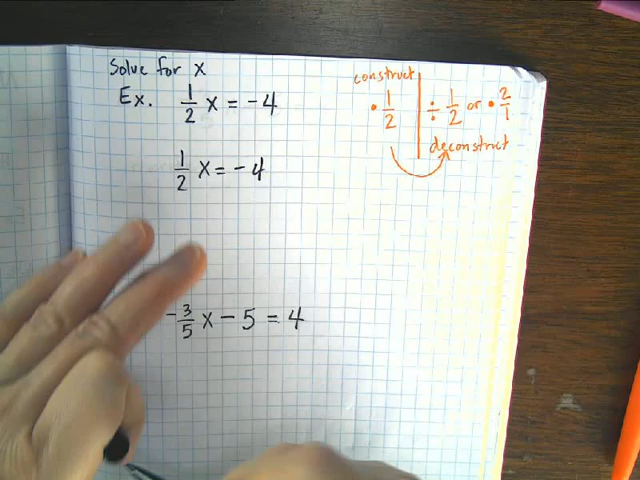 Solve for x
Ex. 1/2 x = -4
construct
• 1/2 ÷ 1/2 or • 2/1
deconstruct
1/2 x = -4
-3/5 x - 5 = 4